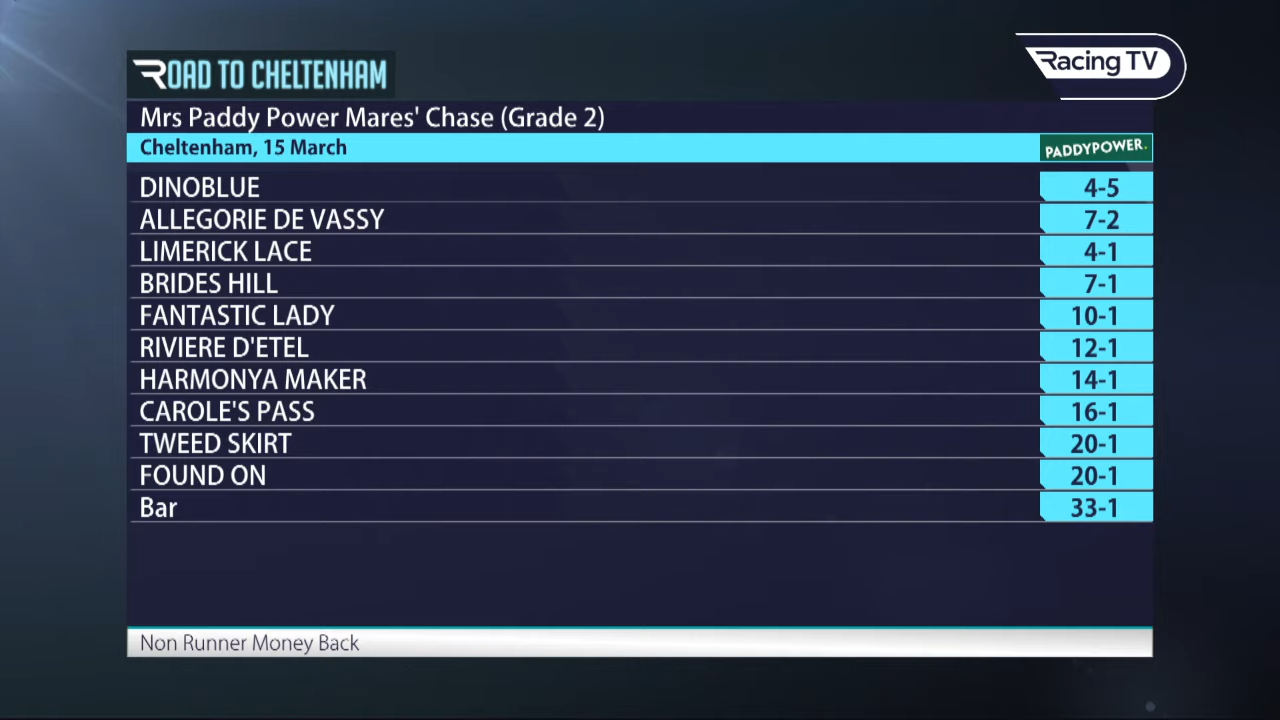 ROAD TO CHELTENHAM
Racing TV
Mrs Paddy Power Mares' Chase (Grade 2)
Cheltenham, 15 March PADDYPOWER.
DINOBLUE 4-5
ALLEGORIE DE VASSY 7-2
LIMERICK LACE 4-1
BRIDES HILL 7-1
FANTASTIC LADY 10-1
RIVIERE D'ETEL 12-1
HARMONYA MAKER 14-1
CAROLE'S PASS 16-1
TWEED SKIRT 20-1
FOUND ON 20-1
Bar 33-1
Non Runner Money Back